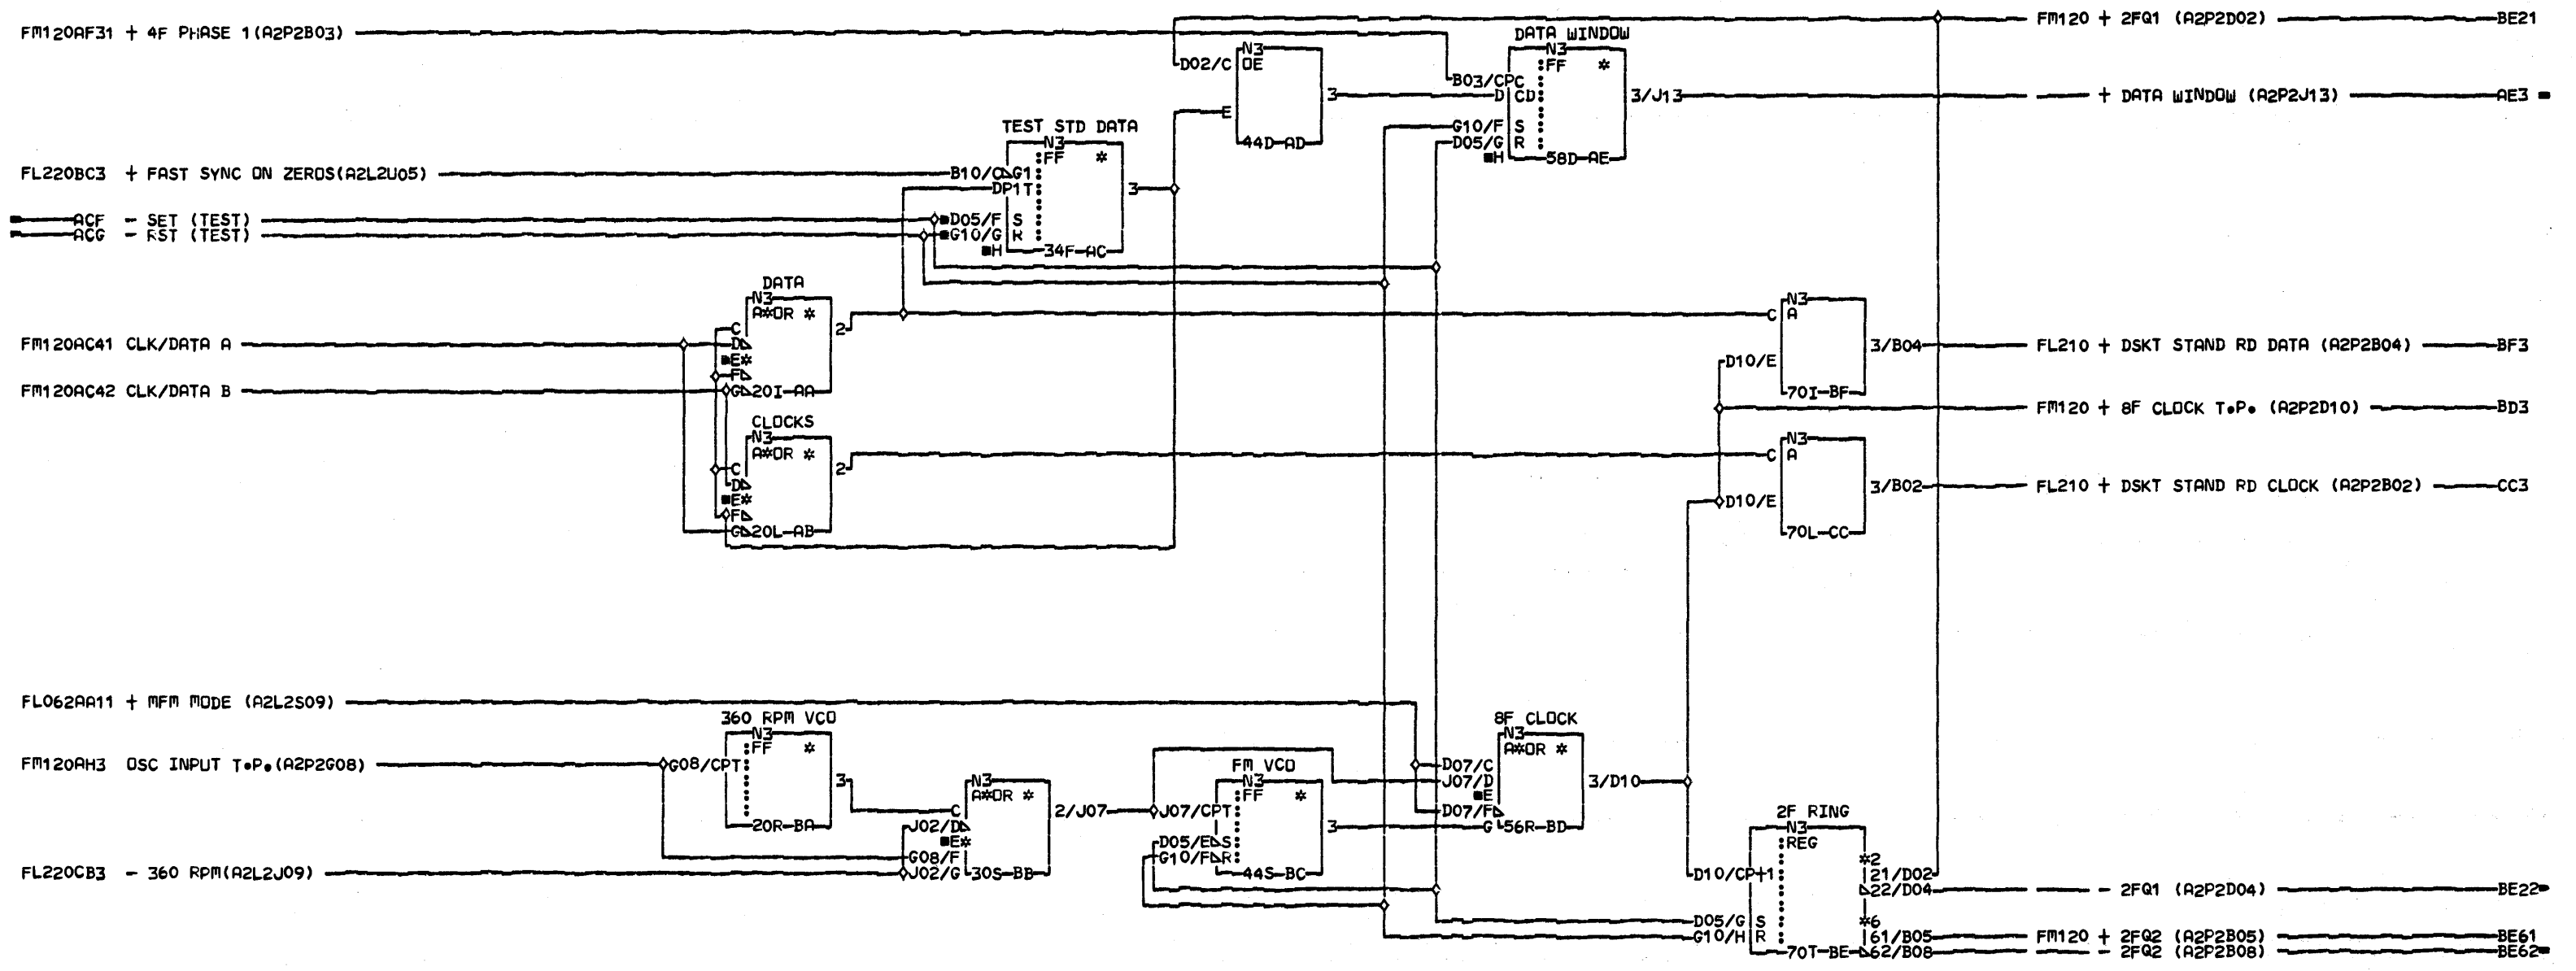 FM120AF31 + 4F PHASE 1(A2P2B03)
FM120 + 2FQ1 (A2P2D02) BE21
DATA WINDOW
N3
FF *
B03/CPC
D CD
G10/F S
D05/G R
■H
58D-AE
3/J13
+ DATA WINDOW (A2P2J13) AE3
N3
D02/C OE
E
3
44D-AD
TEST STD DATA
N3
FF *
FL220BC3 + FAST SYNC ON ZEROS(A2L2U05)
B10/C G1
DP1T
3
ACF - SET (TEST)
D05/F S
ACG - RST (TEST)
G10/G R
■H
34F-AC
DATA
N3
A*OR *
C
2
FM120AC41 CLK/DATA A
D
■E*
F
FM120AC42 CLK/DATA B
G 20I-AA
N3
C A
3/B04
FL210 + DSKT STAND RD DATA (A2P2B04) BF3
D10/E
70I-BF
FM120 + 8F CLOCK T.P. (A2P2D10) BD3
CLOCKS
N3
A*OR *
C
2
D
■E*
F
G 20L-AB
N3
C A
3/B02
FL210 + DSKT STAND RD CLOCK (A2P2B02) CC3
D10/E
70L-CC
FL062AA11 + MFM MODE (A2L2S09)
360 RPM VCO
N3
FF *
FM120AH3 OSC INPUT T.P.(A2P2G08)
G08/CPT
3
20R-BA
N3
A*OR *
C
J02/D
■E*
G08/F
FL220CB3 - 360 RPM(A2L2J09)
J02/G
30S-BB
2/J07
FM VCO
N3
FF *
J07/CPT
3
D05/E S
G10/F R
44S-BC
8F CLOCK
N3
A*OR *
D07/C
J07/D
■E
D07/F
G 56R-BD
3/D10
2F RING
N3
REG
*2
D10/CP+1
21/D02
22/D04
- 2FQ1 (A2P2D04) BE22
D05/G S
*6
G10/H R
61/B05
FM120 + 2FQ2 (A2P2B05) BE61
70T-BE
62/B08
- 2FQ2 (A2P2B08) BE62